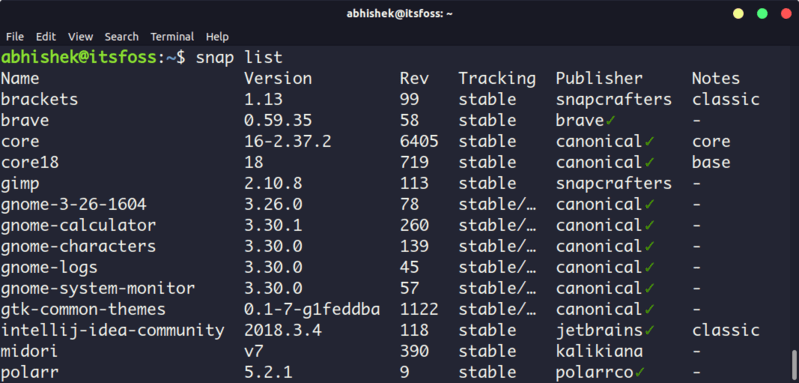 abhishek@itsfoss: ~
File Edit View Search Terminal Help
abhishek@itsfoss:~$ snap list
Name Version Rev Tracking Publisher Notes
brackets 1.13 99 stable snapcrafters classic
brave 0.59.35 58 stable brave✓ -
core 16-2.37.2 6405 stable canonical✓ core
core18 18 719 stable canonical✓ base
gimp 2.10.8 113 stable snapcrafters -
gnome-3-26-1604 3.26.0 78 stable/… canonical✓ -
gnome-calculator 3.30.1 260 stable/… canonical✓ -
gnome-characters 3.30.0 139 stable/… canonical✓ -
gnome-logs 3.30.0 45 stable/… canonical✓ -
gnome-system-monitor 3.30.0 57 stable/… canonical✓ -
gtk-common-themes 0.1-7-g1feddba 1122 stable/… canonical✓ -
intellij-idea-community 2018.3.4 118 stable jetbrains✓ classic
midori v7 390 stable kalikiana -
polarr 5.2.1 9 stable polarrco✓ -